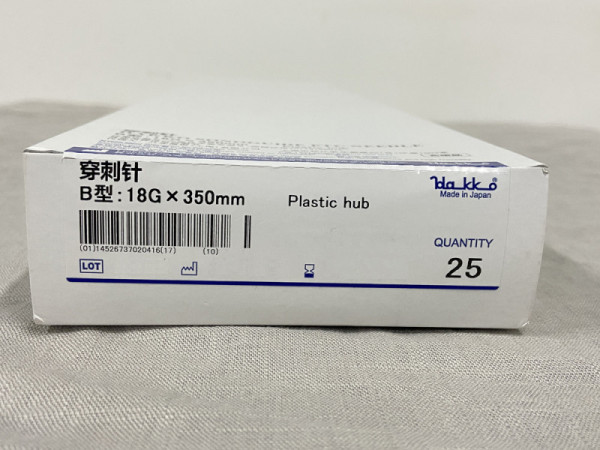 穿刺针
B型:18G×350mm
Plastic hub
Hakko®
Made in Japan
(01)14526737020416(17) (10)
QUANTITY
25
LOT